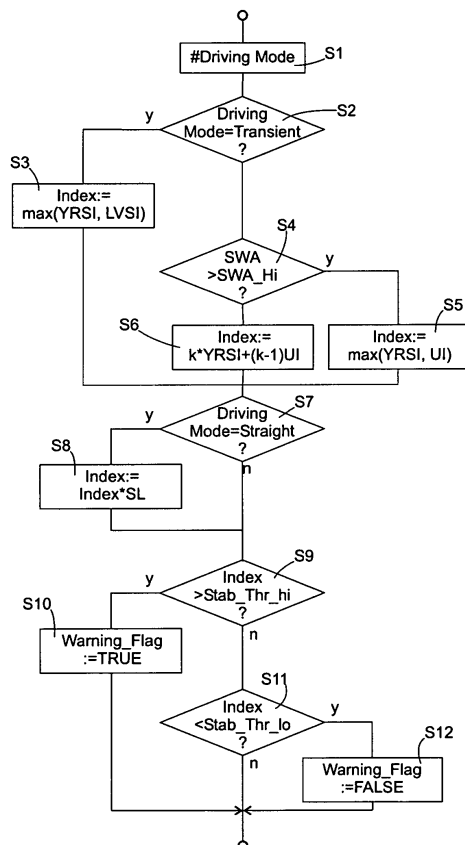 #Driving Mode
S1
Driving
Mode=Transient
?
S2
y
S3
Index:=
max(YRSI, LVSI)
SWA
>SWA_Hi
?
S4
y
S5
S6
Index:=
k*YRSI+(k-1)UI
Index:=
max(YRSI, UI)
Driving
Mode=Straight
?
S7
y
n
S8
Index:=
Index*SL
Index
>Stab_Thr_hi
?
S9
y
n
S10
Warning_Flag
:=TRUE
Index
<Stab_Thr_lo
?
S11
y
n
S12
Warning_Flag
:=FALSE